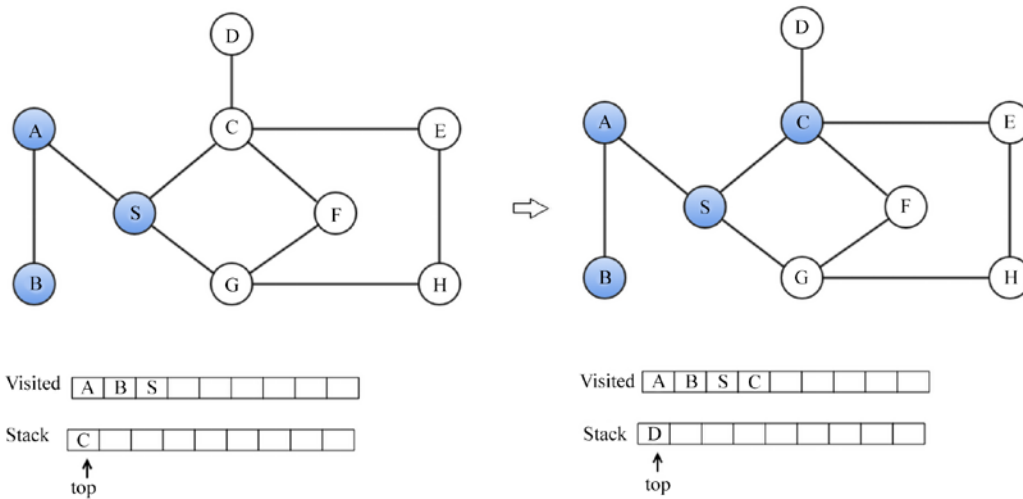 D
A C E
S F
B G H
Visited A B S
Stack C
top
D
A C E
S F
B G H
Visited A B S C
Stack D
top